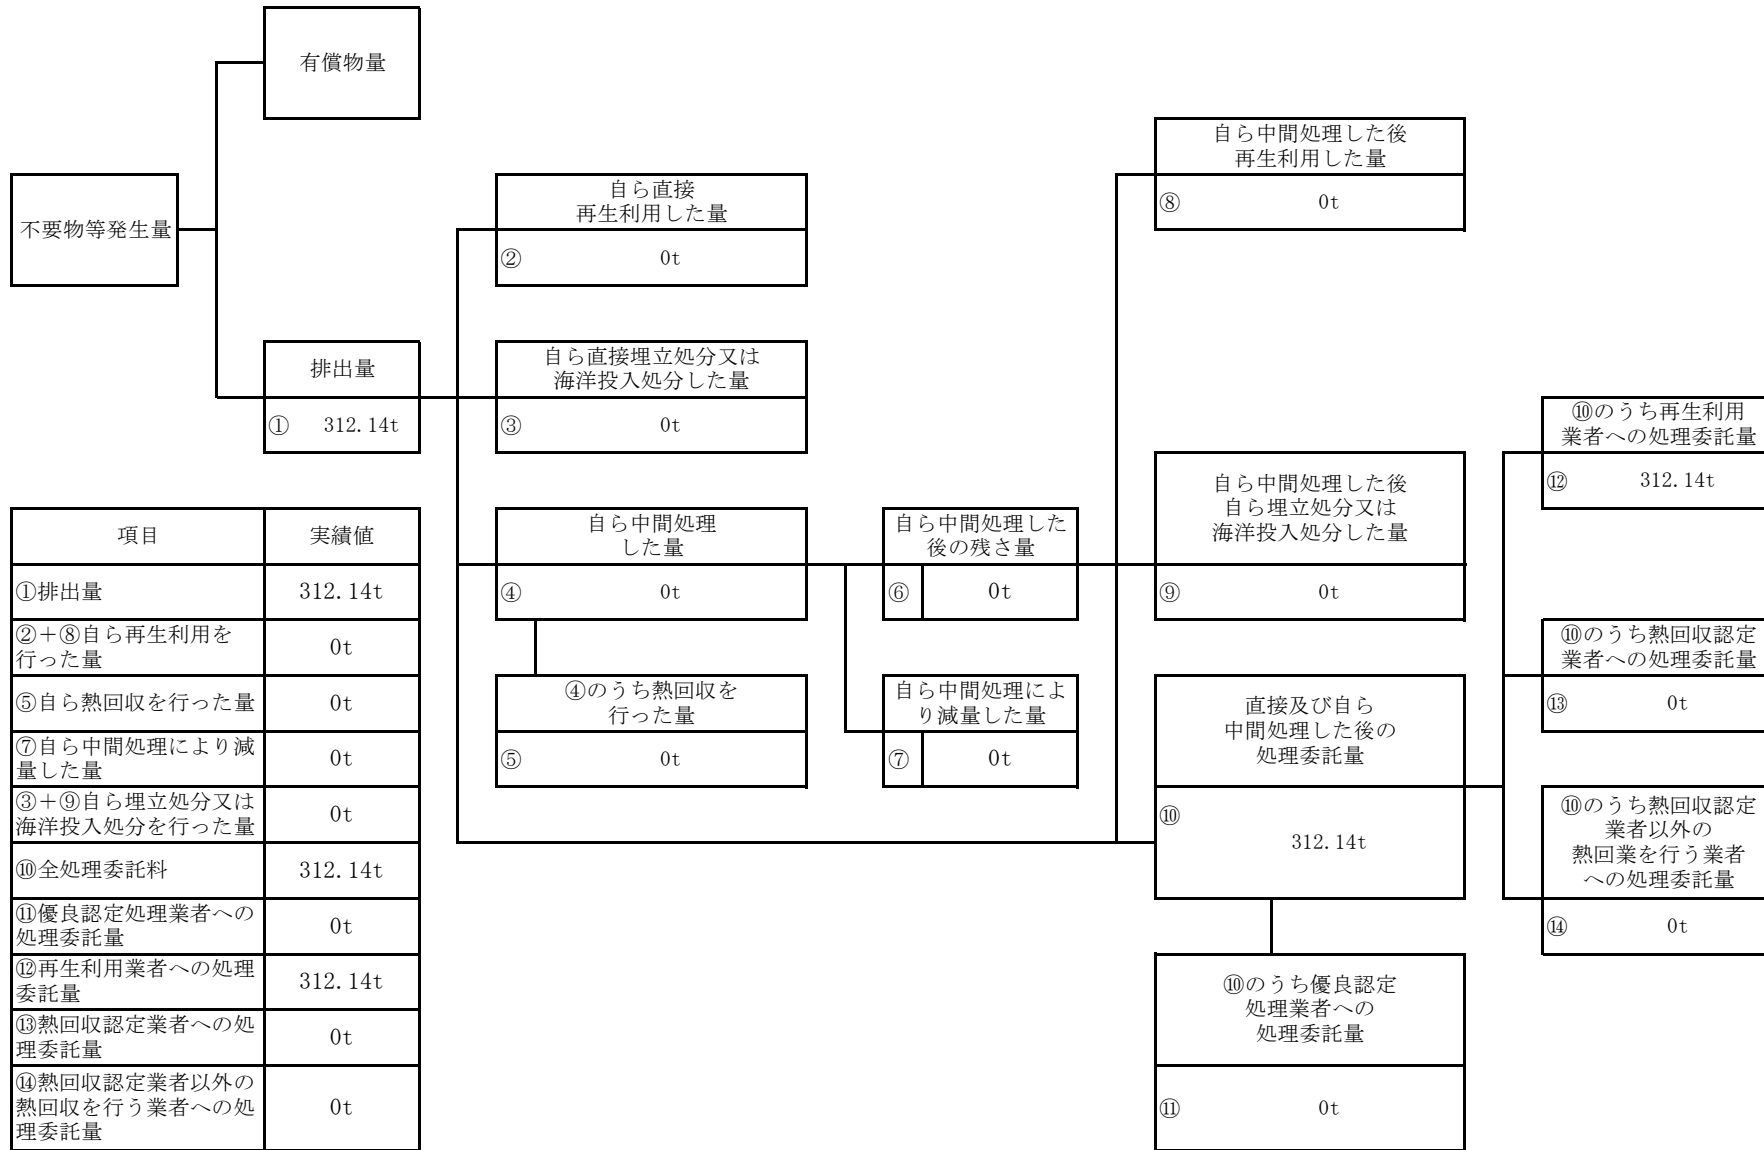 有償物量
不要物等発生量
排出量
① 312.14t
自ら直接
再生利用した量
② 0t
自ら直接埋立処分又は
海洋投入処分した量
③ 0t
自ら中間処理
した量
④ 0t
④のうち熱回収を
行った量
⑤ 0t
自ら中間処理した
後の残さ量
⑥ 0t
自ら中間処理によ
り減量した量
⑦ 0t
自ら中間処理した後
再生利用した量
⑧ 0t
自ら中間処理した後
自ら埋立処分又は
海洋投入処分した量
⑨ 0t
直接及び自ら
中間処理した後の
処理委託量
⑩
312.14t
⑩のうち優良認定
処理業者への
処理委託量
⑪ 0t
⑩のうち再生利用
業者への処理委託量
⑫ 312.14t
⑩のうち熱回収認定
業者への処理委託量
⑬ 0t
⑩のうち熱回収認定
業者以外の
熱回業を行う業者
への処理委託量
⑭ 0t
項目 実績値
①排出量 312.14t
②＋⑧自ら再生利用を
行った量 0t
⑤自ら熱回収を行った量 0t
⑦自ら中間処理により減
量した量 0t
③＋⑨自ら埋立処分又は
海洋投入処分を行った量 0t
⑩全処理委託料 312.14t
⑪優良認定処理業者への
処理委託量 0t
⑫再生利用業者への処理
委託量 312.14t
⑬熱回収認定業者への処
理委託量 0t
⑭熱回収認定業者以外の
熱回収を行う業者への処
理委託量 0t